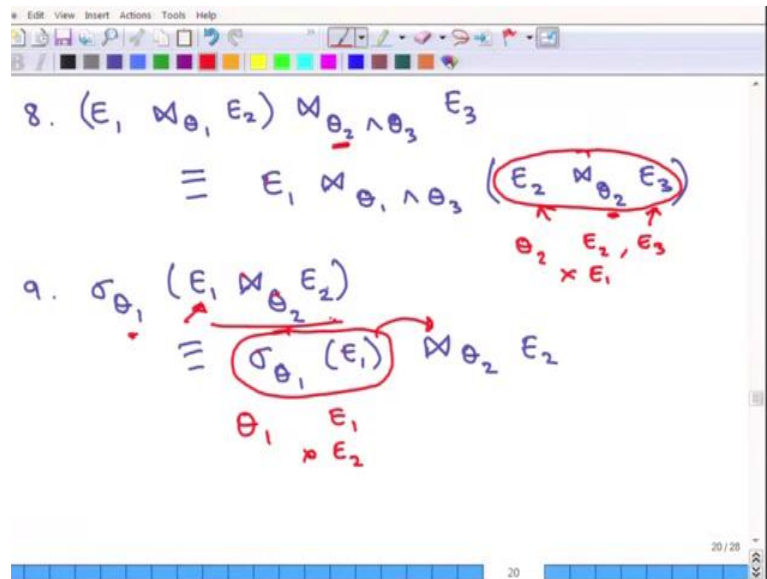 Edit View Insert Actions Tools Help
8. (E₁ ⋈θ₁ E₂) ⋈θ₂ ∧ θ₃ E₃
≡ E₁ ⋈θ₁ ∧ θ₃ (E₂ ⋈θ₂ E₃)
θ₂ E₂, E₃
× E₁
9. σθ₁ (E₁ ⋈θ₂ E₂)
≡ σθ₁ (E₁) ⋈θ₂ E₂
θ₁ E₁
× E₂
20 / 28
20